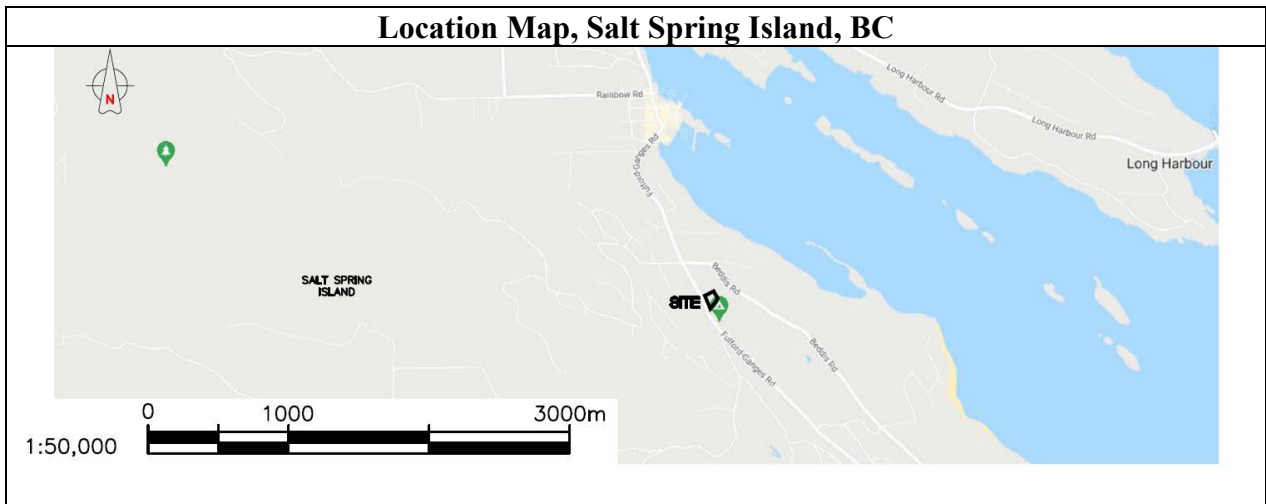 Location Map, Salt Spring Island, BC
N
Rainbow Rd
Long Harbour Rd
Long Harbour Rd
Long Harbour
Fulford-Ganges Rd
SALT SPRING
ISLAND
Beddis Rd
SITE
Fulford-Ganges Rd
Beddis Rd
0 1000 3000m
1:50,000